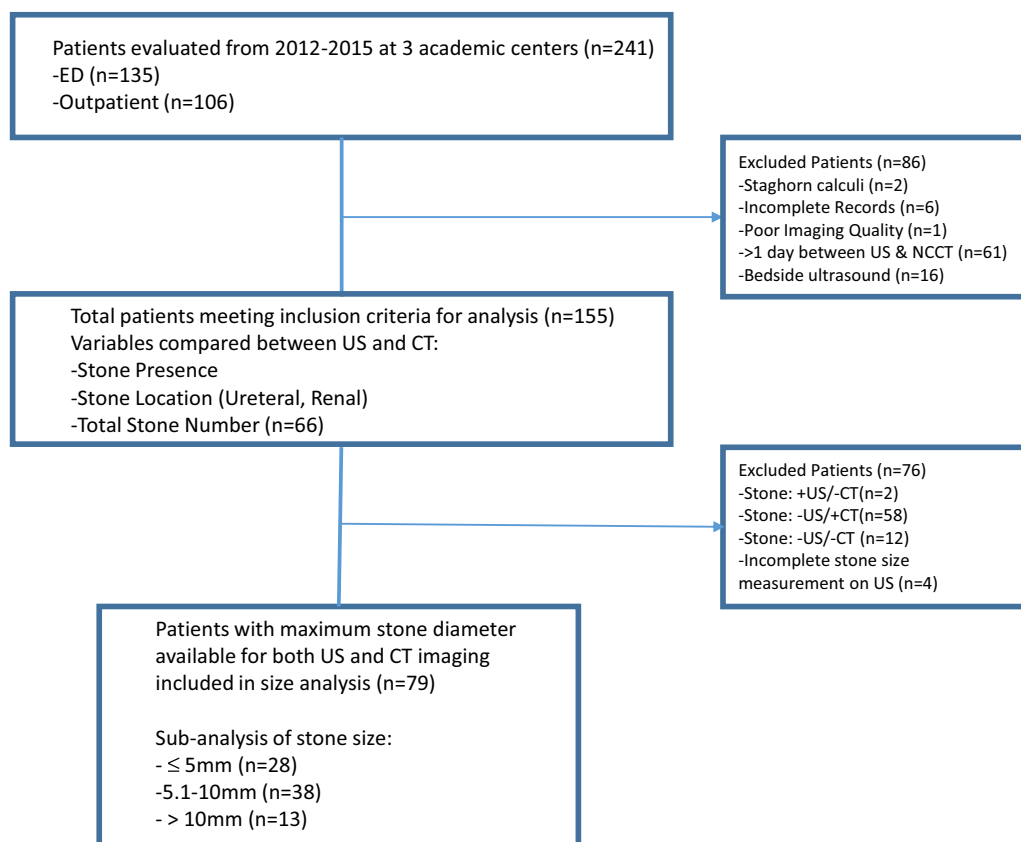 Patients evaluated from 2012-2015 at 3 academic centers (n=241)
-ED (n=135)
-Outpatient (n=106)
Excluded Patients (n=86)
-Staghorn calculi (n=2)
-Incomplete Records (n=6)
-Poor Imaging Quality (n=1)
->1 day between US & NCCT (n=61)
-Bedside ultrasound (n=16)
Total patients meeting inclusion criteria for analysis (n=155)
Variables compared between US and CT:
-Stone Presence
-Stone Location (Ureteral, Renal)
-Total Stone Number (n=66)
Excluded Patients (n=76)
-Stone: +US/-CT(n=2)
-Stone: -US/+CT(n=58)
-Stone: -US/-CT (n=12)
-Incomplete stone size
measurement on US (n=4)
Patients with maximum stone diameter
available for both US and CT imaging
included in size analysis (n=79)
Sub-analysis of stone size:
- ≤ 5mm (n=28)
-5.1-10mm (n=38)
- > 10mm (n=13)